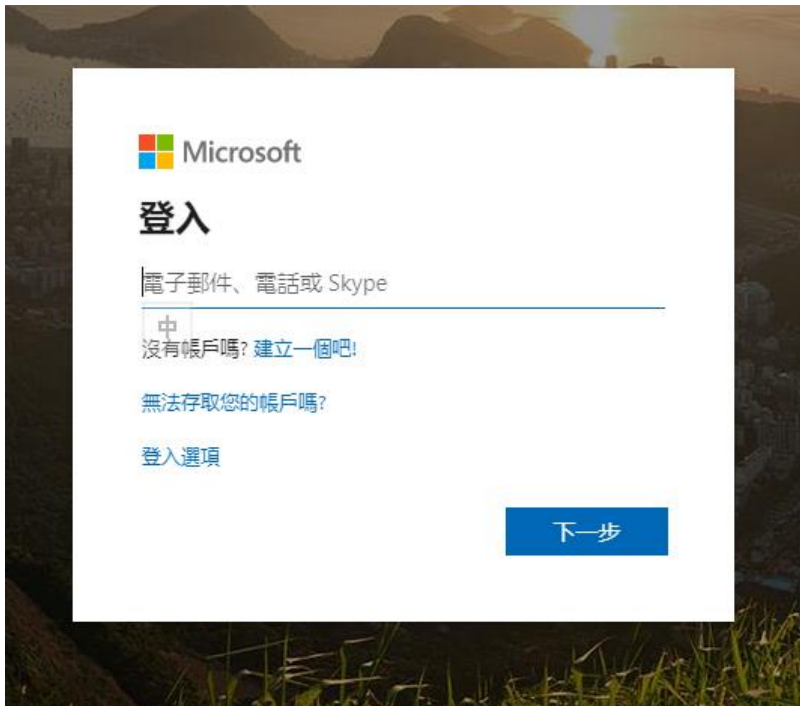 Microsoft
登入
電子郵件、電話或 Skype
中
沒有帳戶嗎? 建立一個吧!
無法存取您的帳戶嗎?
登入選項
下一步